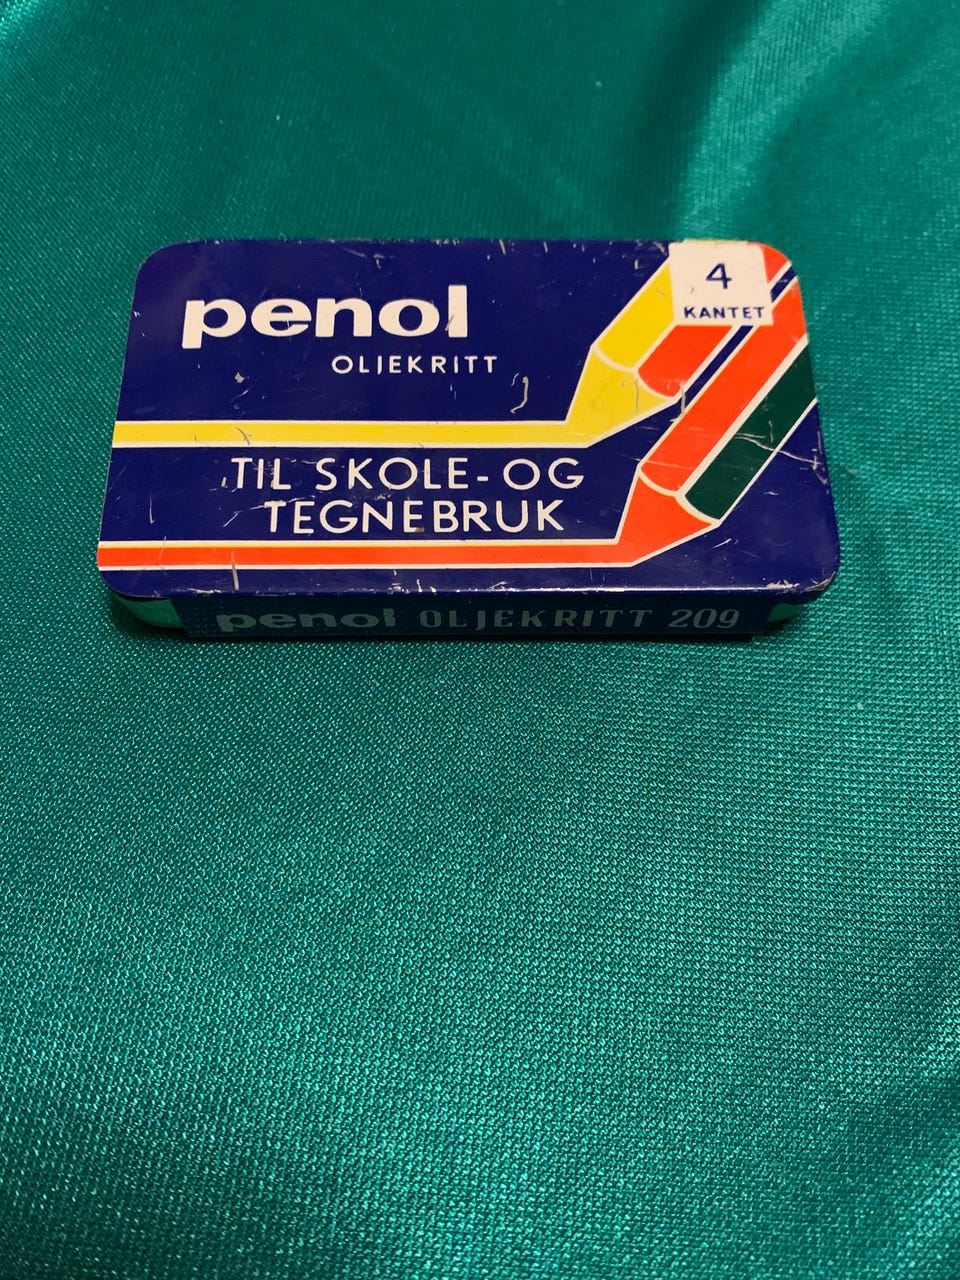 penol
OLJEKRITT
4
KANTET
TIL SKOLE-OG
TEGNEBRUK
penol OLJEKRITT 209